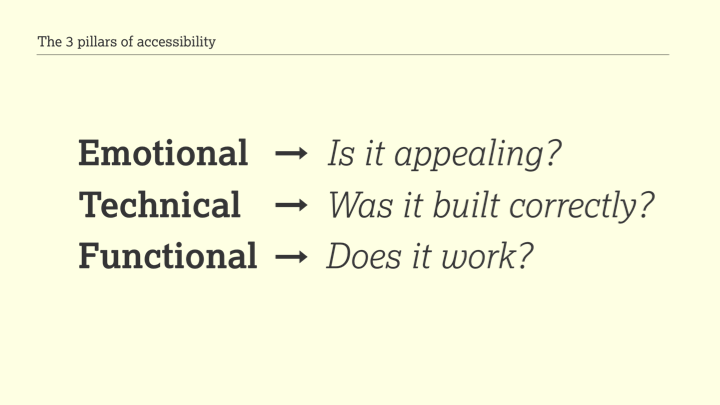 The 3 pillars of accessibility
Emotional → Is it appealing?
Technical → Was it built correctly?
Functional → Does it work?